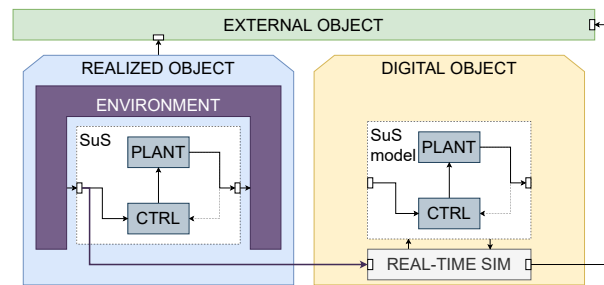 EXTERNAL OBJECT
REALIZED OBJECT
ENVIRONMENT
SuS
PLANT
CTRL
DIGITAL OBJECT
SuS
model
PLANT
CTRL
REAL-TIME SIM